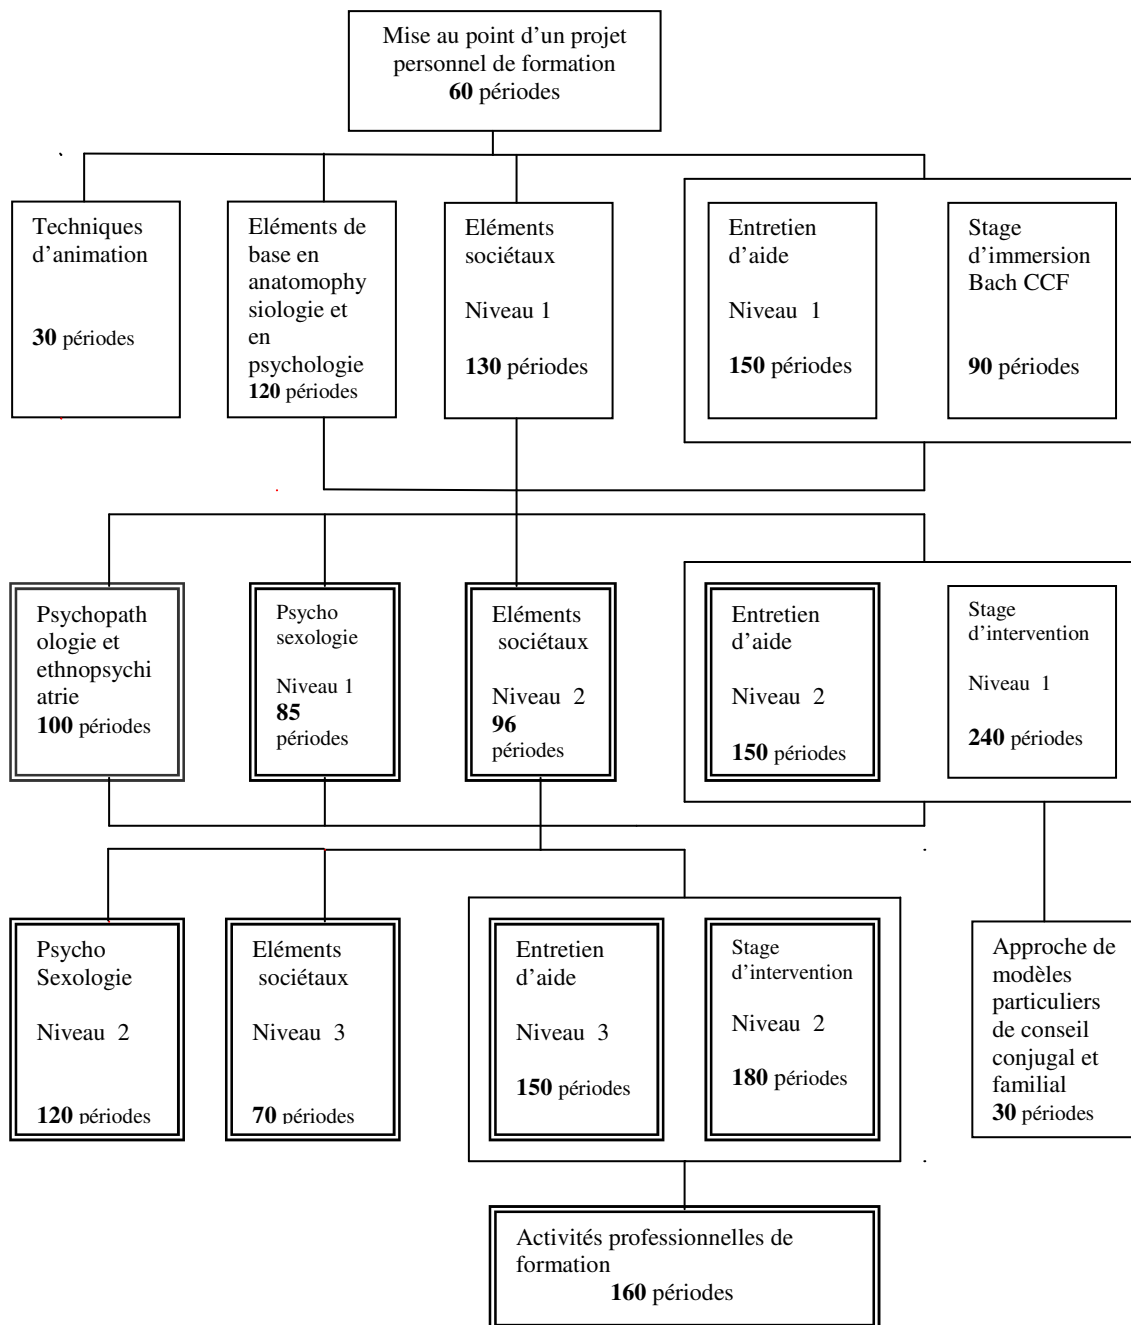 Mise au point d’un projet
personnel de formation
60 périodes
Techniques
d’animation
30 périodes
Eléments de
base en
anatomophy
siologie et
en
psychologie
120 périodes
Eléments
sociétaux
Niveau 1
130 périodes
Entretien
d’aide
Niveau 1
150 périodes
Stage
d’immersion
Bach CCF
90 périodes
Psychopath
ologie et
ethnopsychi
atrie
100 périodes
Psycho
sexologie
Niveau 1
85
périodes
Eléments
sociétaux
Niveau 2
96
périodes
Entretien
d’aide
Niveau 2
150 périodes
Stage
d’intervention
Niveau 1
240 périodes
Psycho
Sexologie
Niveau 2
120 périodes
Eléments
sociétaux
Niveau 3
70 périodes
Entretien
d’aide
Niveau 3
150 périodes
Stage
d’intervention
Niveau 2
180 périodes
Approche de
modèles
particuliers
de conseil
conjugal et
familial
30 périodes
Activités professionnelles de
formation
160 périodes